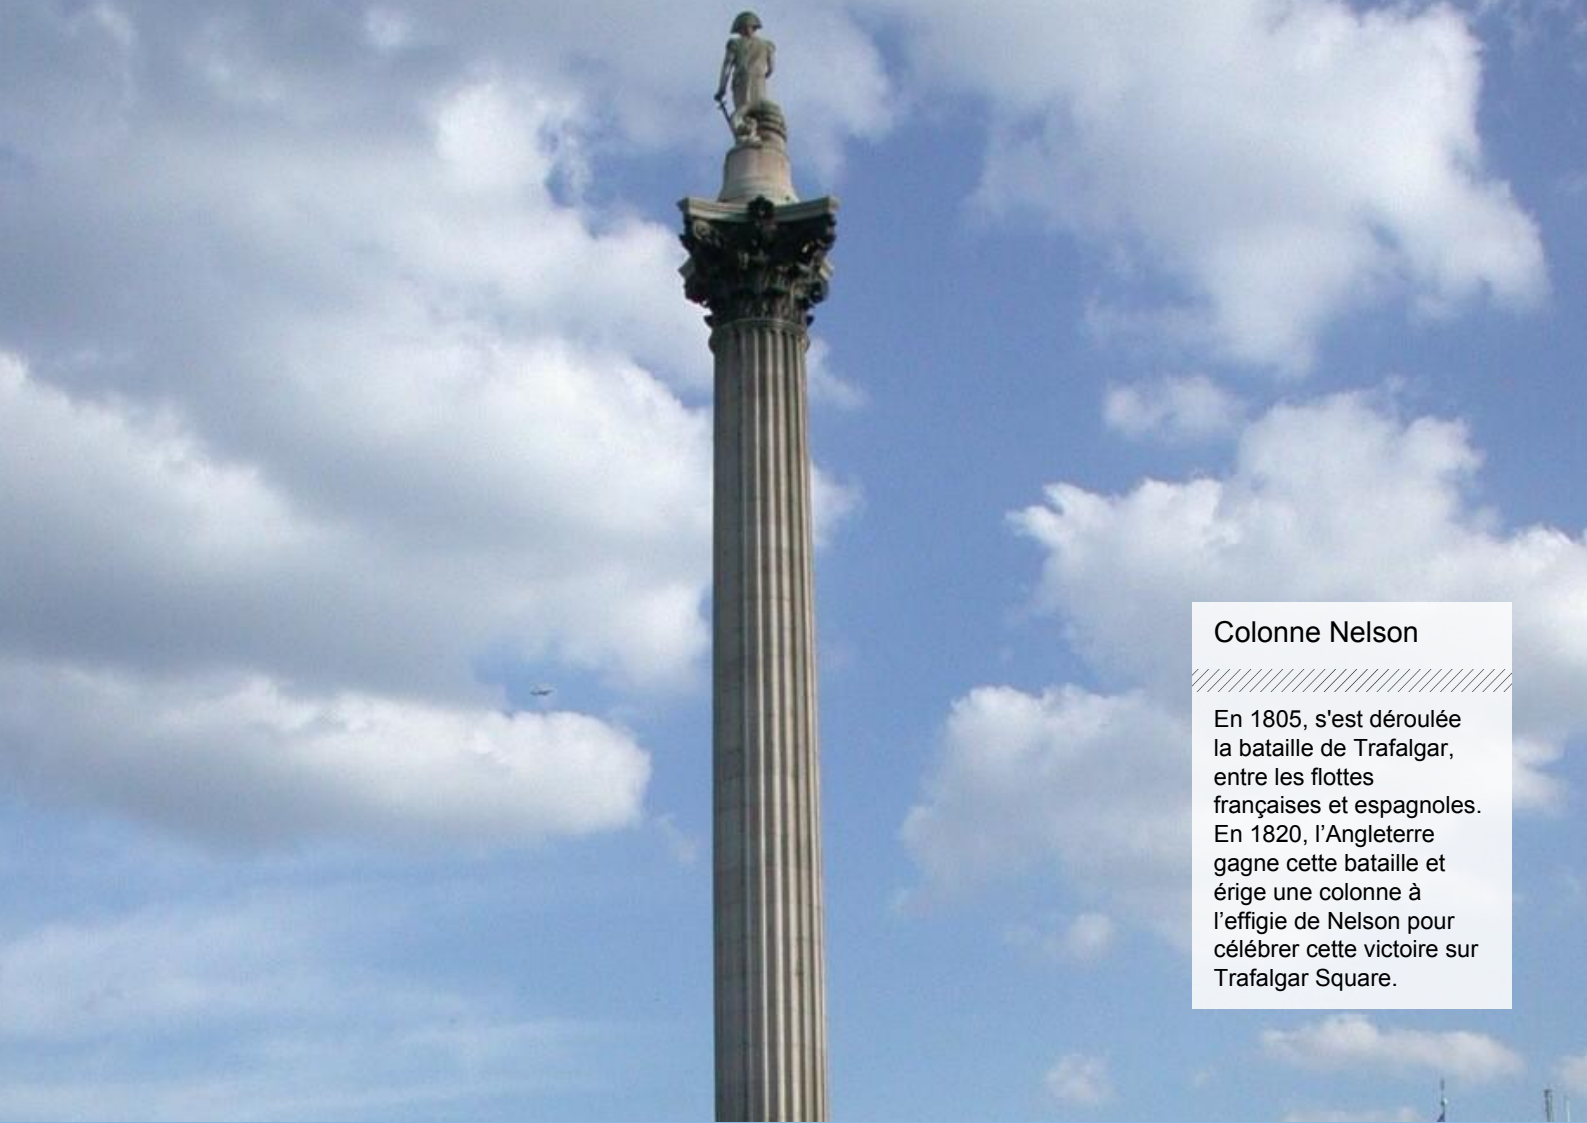 Colonne Nelson
En 1805, s'est déroulée
la bataille de Trafalgar,
entre les flottes
françaises et espagnoles.
En 1820, l’Angleterre
gagne cette bataille et
érige une colonne à
l’effigie de Nelson pour
célébrer cette victoire sur
Trafalgar Square.